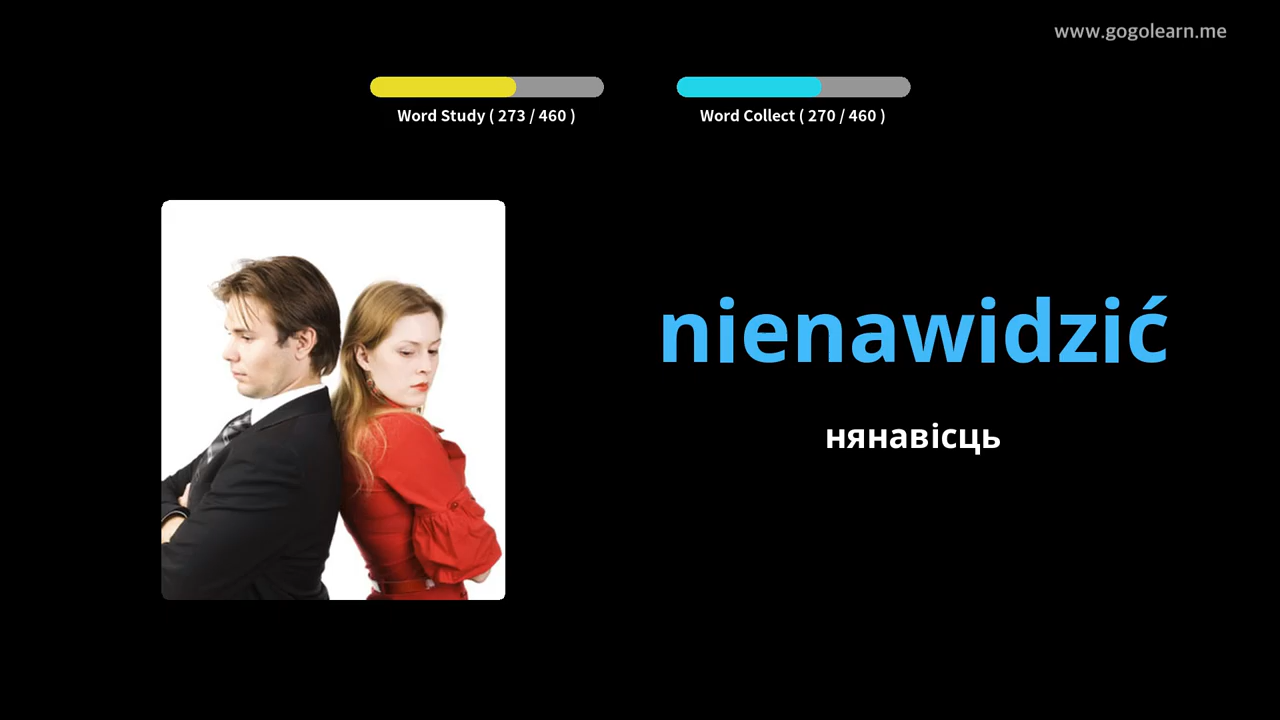 www.gogolearn.me
Word Study ( 273 / 460 )
Word Collect ( 270 / 460 )
nienawidzić
нянавісць